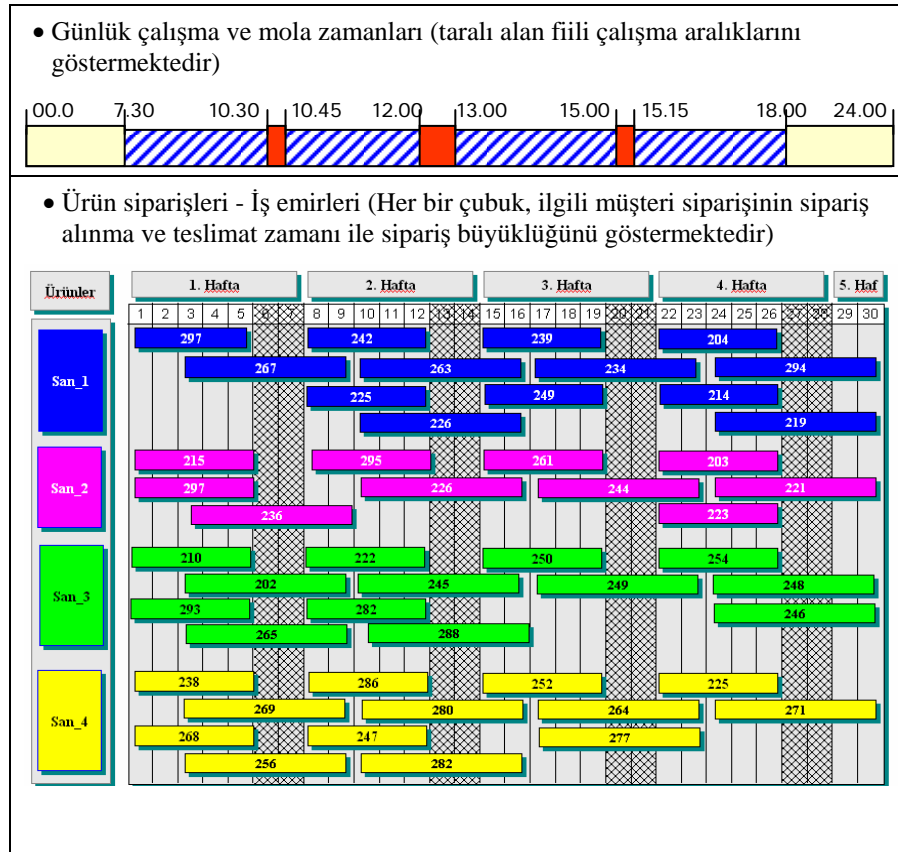 • Günlük çalışma ve mola zamanları (taralı alan fiili çalışma aralıklarını
göstermektedir)
00.0 7.30 10.30 10.45 12.00 13.00 15.00 15.15 18.00 24.00
• Ürün siparişleri - İş emirleri (Her bir çubuk, ilgili müşteri siparişinin sipariş
alınma ve teslimat zamanı ile sipariş büyüklüğünü göstermektedir)
Ürünler 1. Hafta 2. Hafta 3. Hafta 4. Hafta 5. Haf
1 2 3 4 5 6 7 8 9 10 11 12 13 14 15 16 17 18 19 20 21 22 23 24 25 26 27 28 29 30
San_1
297 242 239 204
267 263 234 294
225 249 214
226 219
San_2
215 295 261 203
297 226 244 221
236 223
San_3
210 222 250 254
202 245 249 248
293 282 246
265 288
San_4
238 286 252 225
269 280 264 271
268 247 277
256 282